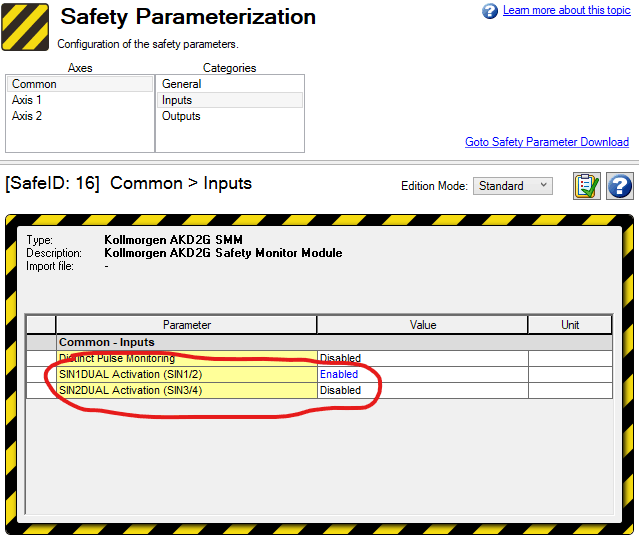 Safety Parameterization
Learn more about this topic
Configuration of the safety parameters.
Axes
Categories
Common
Axis 1
Axis 2
General
Inputs
Outputs
Goto Safety Parameter Download
[SafeID: 16] Common > Inputs
Edition Mode: Standard
Type: Kollmorgen AKD2G SMM
Description: Kollmorgen AKD2G Safety Monitor Module
Import file: -
Parameter Value Unit
Common - Inputs
Distinct Pulse Monitoring Disabled
SIN1DUAL Activation (SIN1/2) Enabled
SIN2DUAL Activation (SIN3/4) Disabled